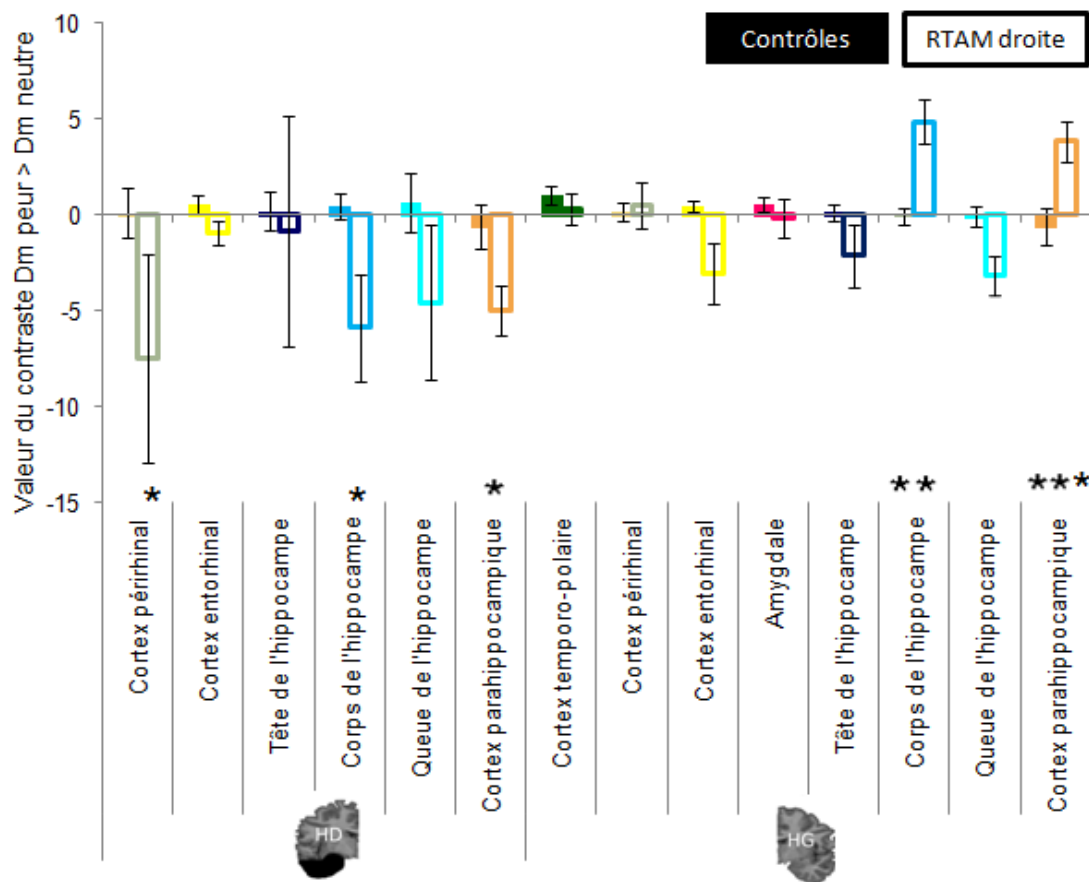 Contrôles
RTAM droite
Valeur du contraste Dm peur > Dm neutre
10
5
0
-5
-10
-15
*
*
*
**
***
Cortex périrhinal
Cortex entorhinal
Tête de l'hippocampe
Corps de l'hippocampe
Queue de l'hippocampe
Cortex parahippocampique
Cortex temporo-polaire
Cortex périrhinal
Cortex entorhinal
Amygdale
Tête de l'hippocampe
Corps de l'hippocampe
Queue de l'hippocampe
Cortex parahippocampique
HD
HG